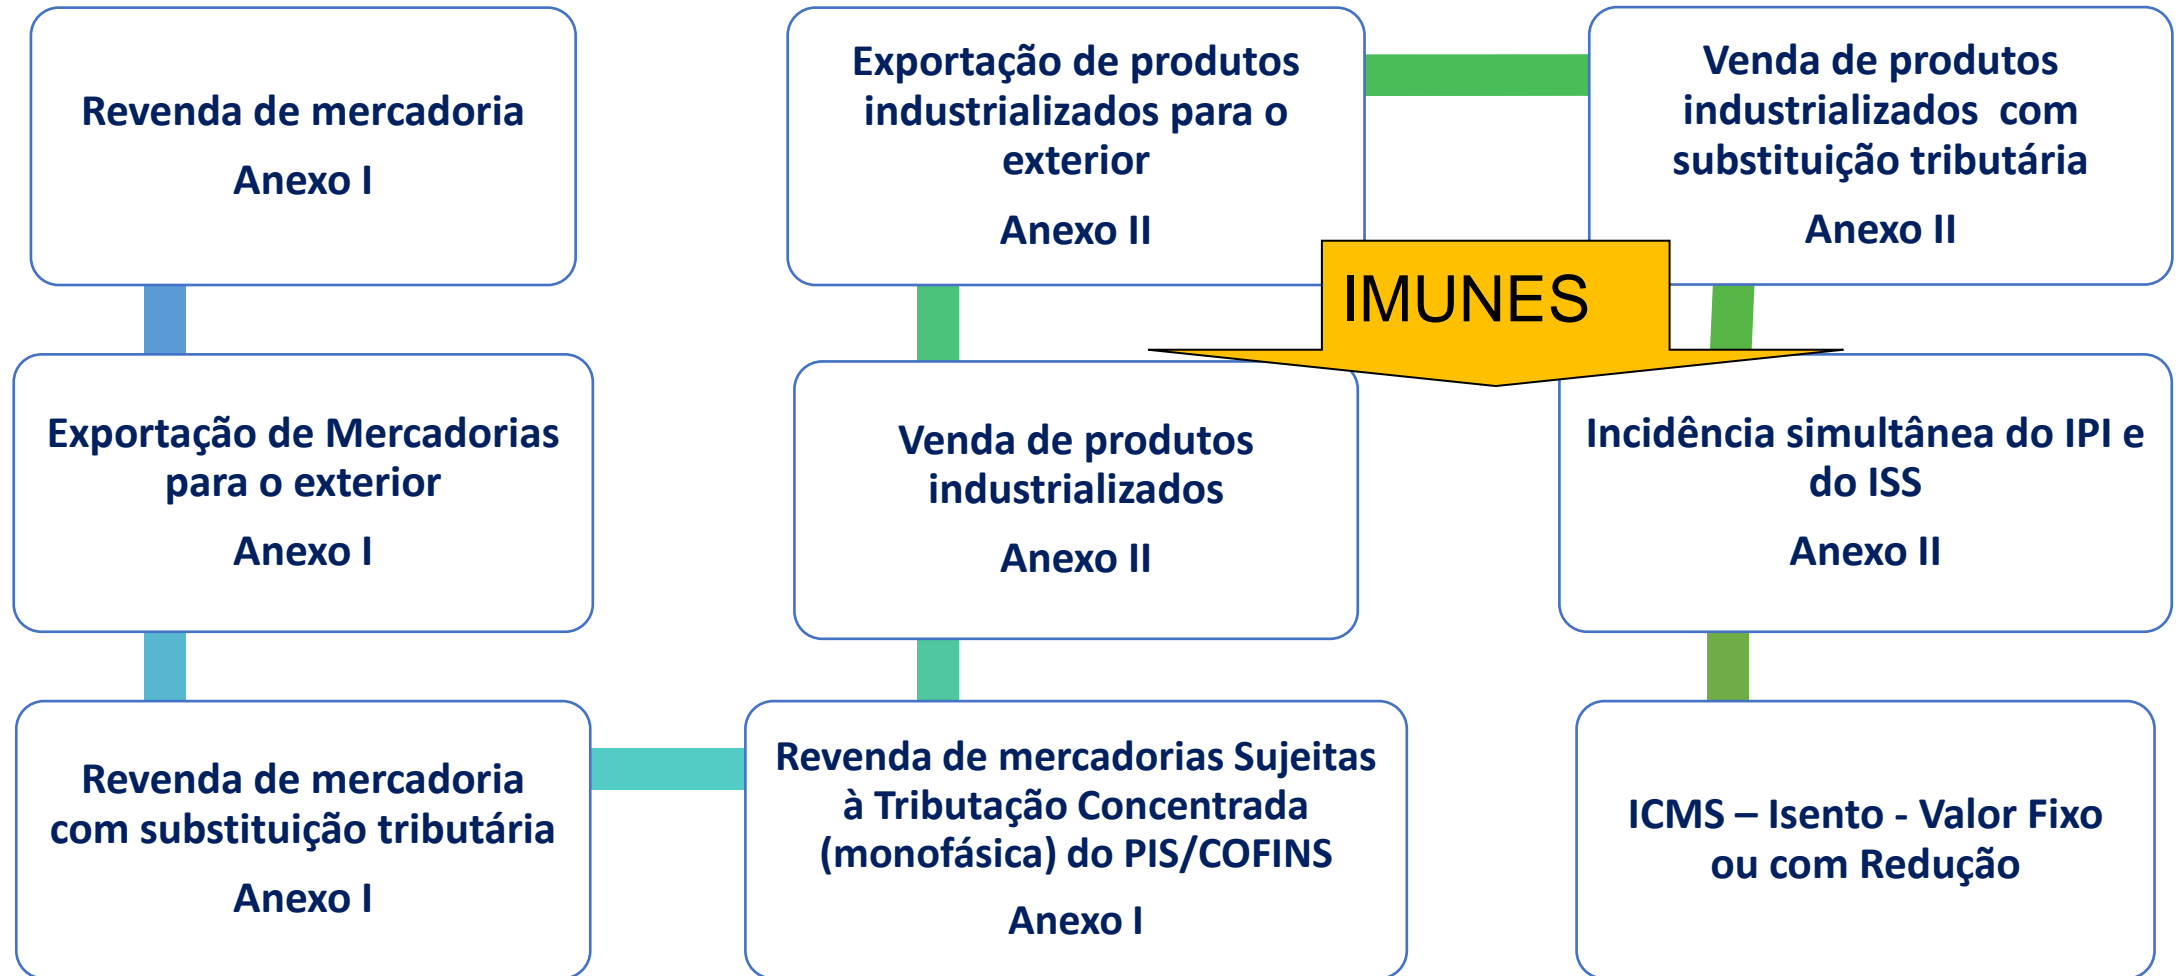 Revenda de mercadoria
Anexo I
Exportação de Mercadorias
para o exterior
Anexo I
Revenda de mercadoria
com substituição tributária
Anexo I
Revenda de mercadorias Sujeitas
à Tributação Concentrada
(monofásica) do PIS/COFINS
Anexo I
Venda de produtos
industrializados
Anexo II
Exportação de produtos
industrializados para o
exterior
Anexo II
Venda de produtos
industrializados com
substituição tributária
Anexo II
IMUNES
Incidência simultânea do IPI e
do ISS
Anexo II
ICMS – Isento - Valor Fixo
ou com Redução